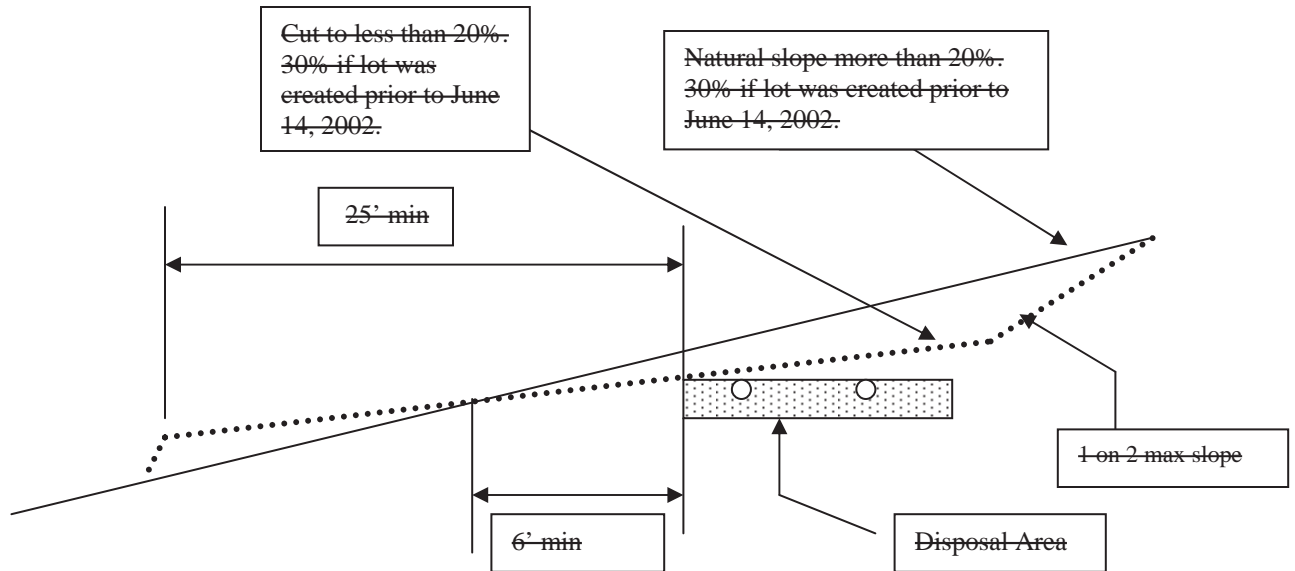 Cut to less than 20%.
30% if lot was
created prior to June
14, 2002.
Natural slope more than 20%.
30% if lot was created prior to
June 14, 2002.
25’ min
1 on 2 max slope
6’ min
Disposal Area